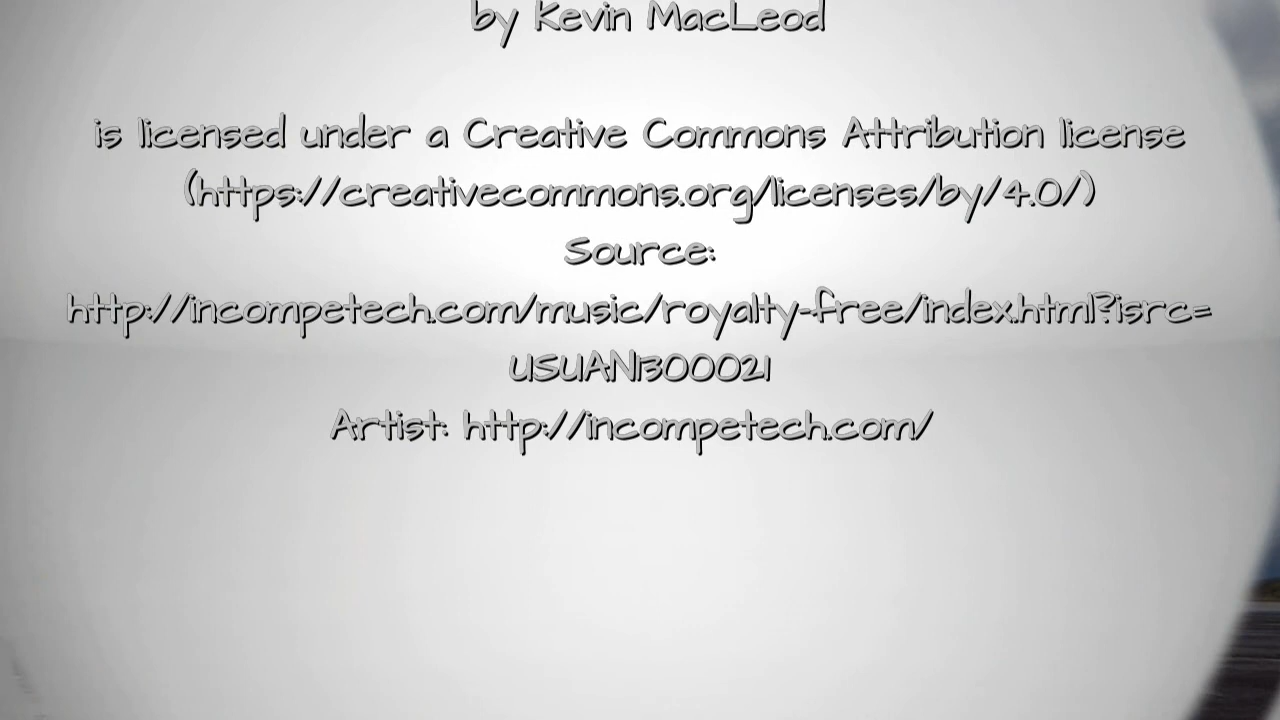 by Kevin MacLeod
is licensed under a Creative Commons Attribution license
(https://creativecommons.org/licenses/by/4.0/)
Source:
http://incompetech.com/music/royalty-free/index.html?isrc=
USUAN1300021
Artist: http://incompetech.com/